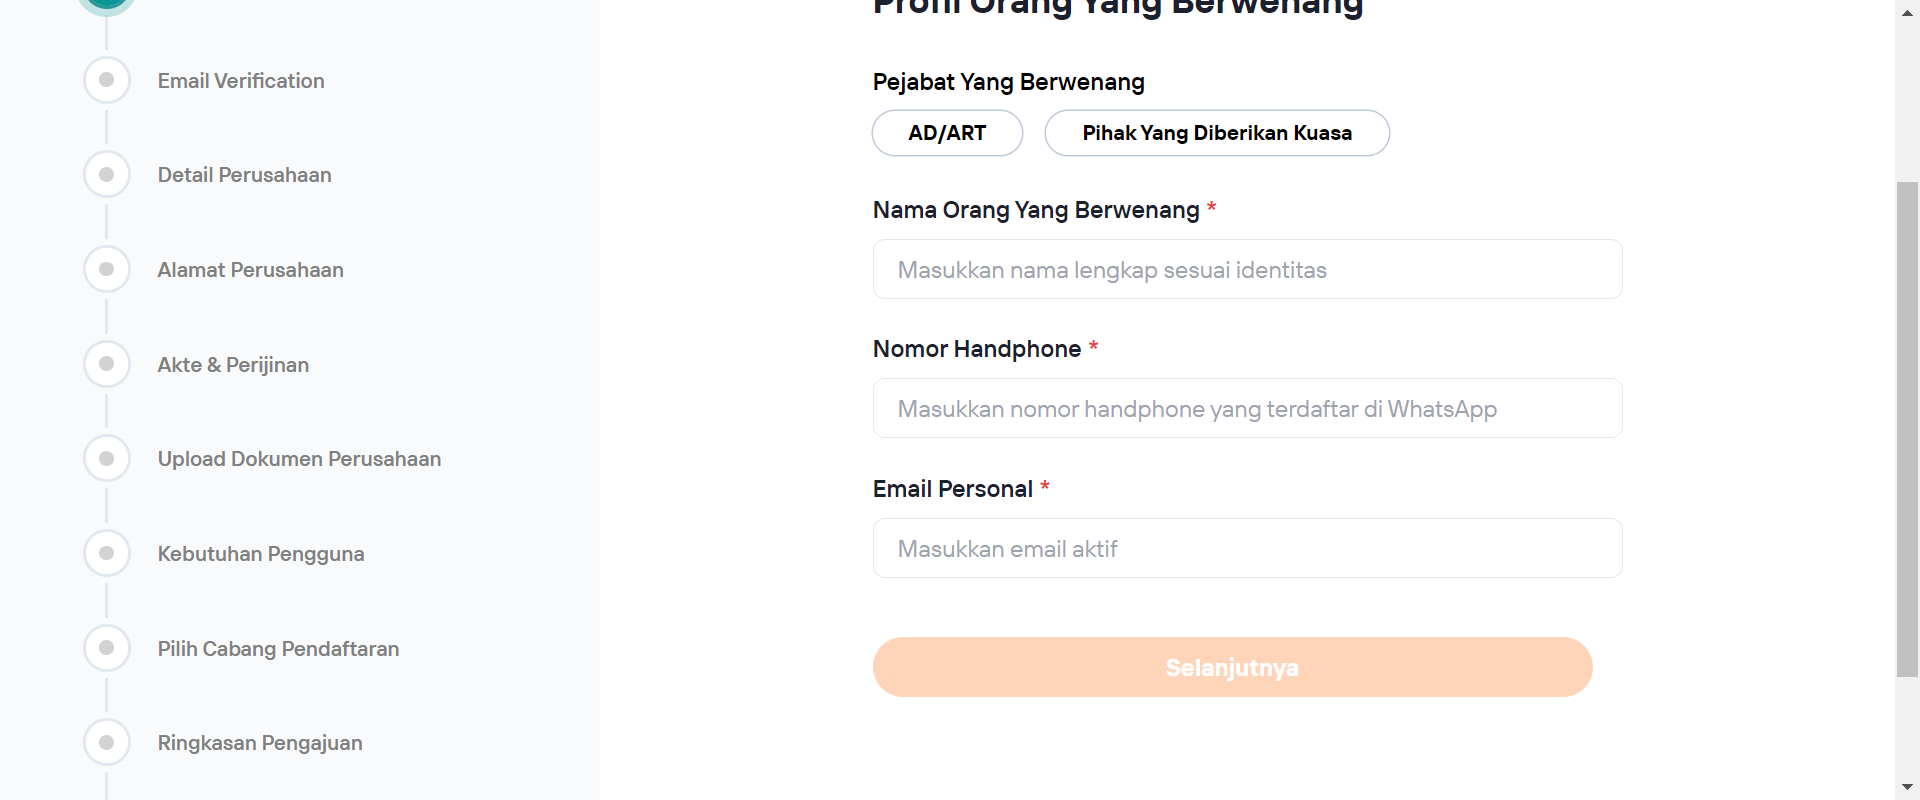 Profil Orang Yang Berwenang
Email Verification
Detail Perusahaan
Alamat Perusahaan
Akte & Perijinan
Upload Dokumen Perusahaan
Kebutuhan Pengguna
Pilih Cabang Pendaftaran
Ringkasan Pengajuan
Pejabat Yang Berwenang
AD/ART
Pihak Yang Diberikan Kuasa
Nama Orang Yang Berwenang *
Masukkan nama lengkap sesuai identitas
Nomor Handphone *
Masukkan nomor handphone yang terdaftar di WhatsApp
Email Personal *
Masukkan email aktif
Selanjutnya